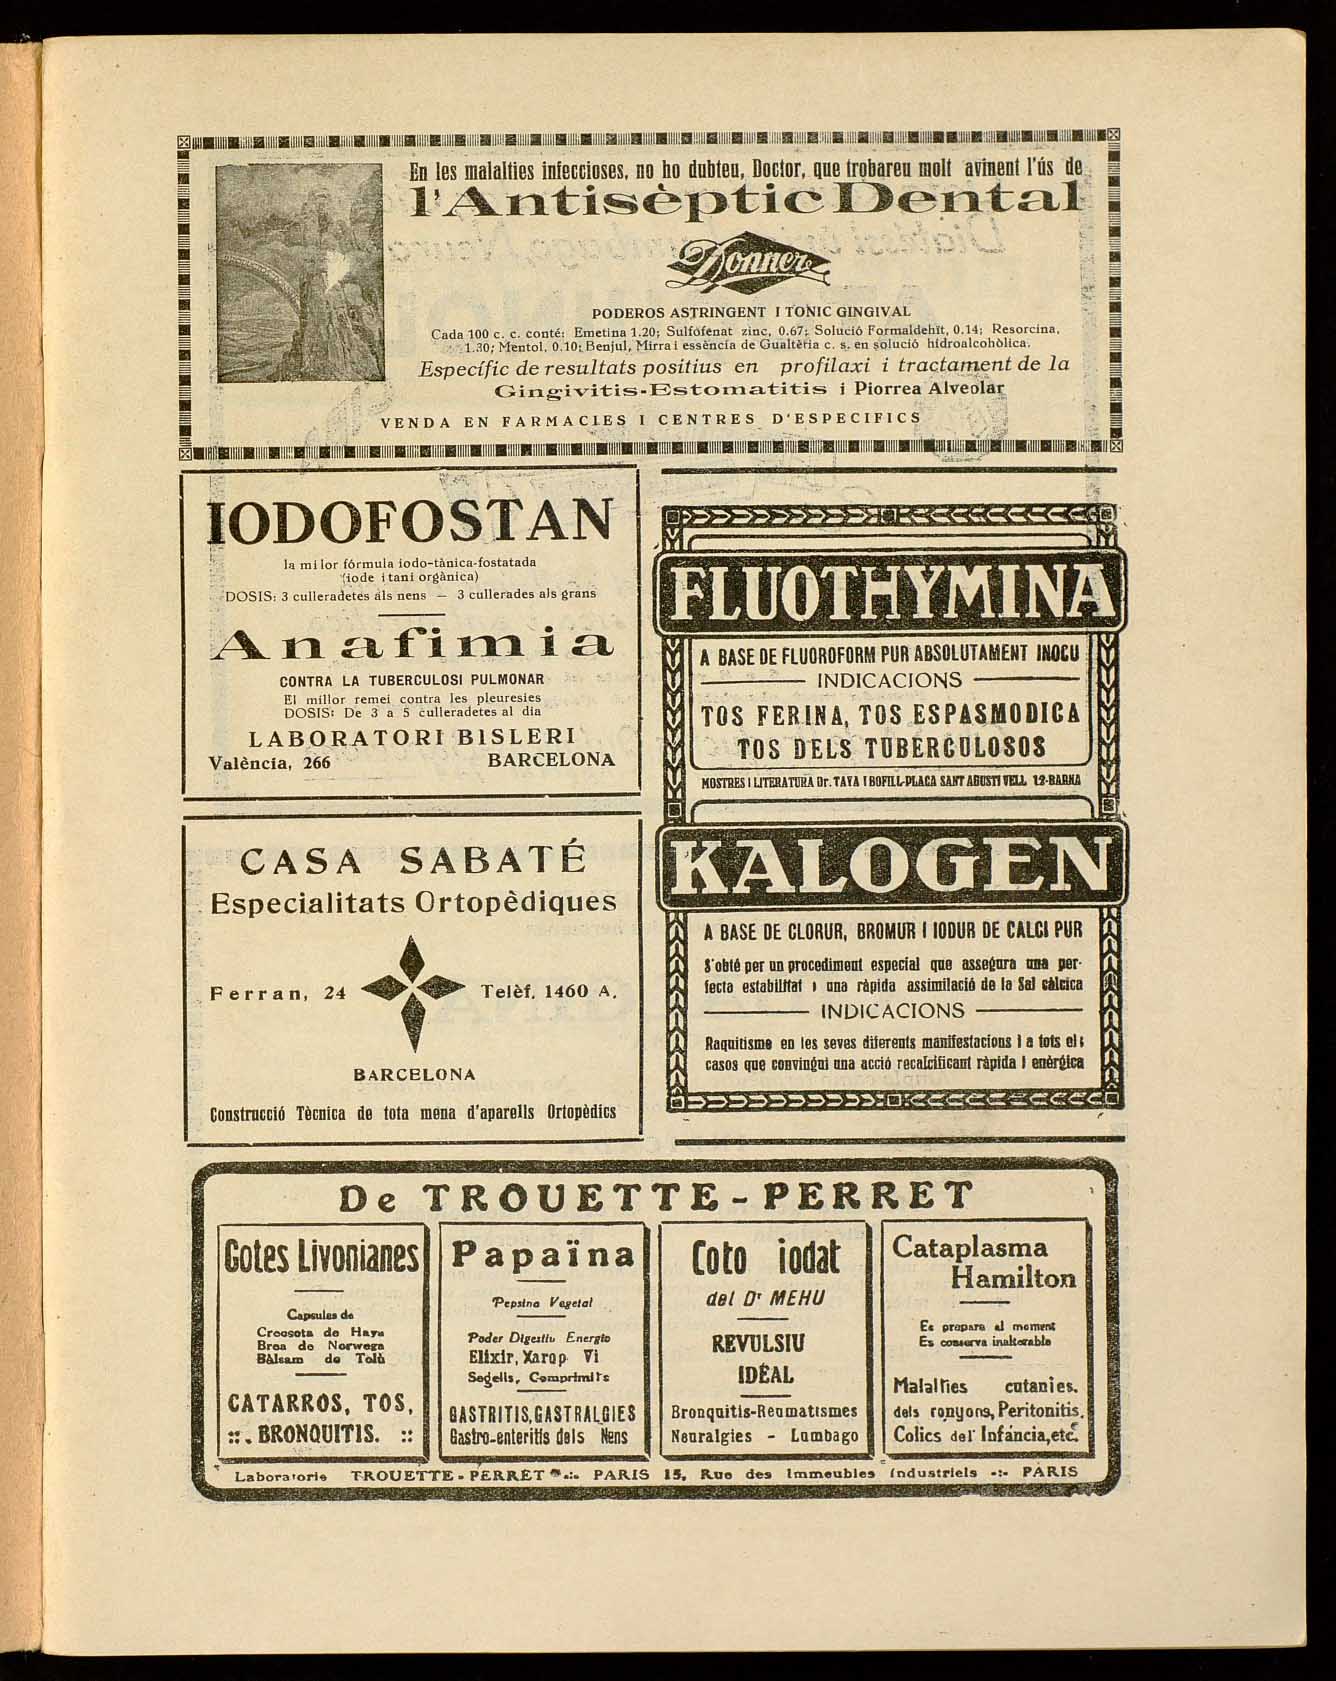 En les malalties infeccioses, no ho dubteu, Doctor, que trobareu molt avinent l'ús de
l'Antisèptic Dental
Donner
PODEROS ASTRINGENT I TONIC GINGIVAL
Cada 100 c. c. conté: Emetina 1.20; Sulfofenat zinc, 0.67; Solució Formaldehit, 0.14; Resorcina,
1.30; Mentol, 0.10; Benjul, Mirra i essència de Gualtèria c. s. en solució hidroalcohòlica.
Específic de resultats positius en profilaxi i tractament de la
Gingivitis-Estomatitis i Piorrea Alveolar
VENDA EN FARMACIES I CENTRES D'ESPECIFICS
IODOFOSTAN
la milor fórmula iodo-tànica-fostatada
(iode i tani orgànica)
DOSIS: 3 culleradetes als nens — 3 cullerades als grans
Anafimia
CONTRA LA TUBERCULOSI PULMONAR
El millor remei contra les pleuresies
DOSIS: De 3 a 5 culleradetes al dia
LABORATORI BISLERI
València, 266 BARCELONA
CASA SABATÉ
Especialitats Ortopèdiques
Ferran, 24 Telèf. 1460 A.
BARCELONA
Construcció Tècnica de tota mena d'aparells Ortopèdics
FLUOTHYMINA
A BASE DE FLUOROFORM PUR ABSOLUTAMENT INOCU
INDICACIONS
TOS FERINA, TOS ESPASMODICA
TOS DELS TUBERCULOSOS
MOSTRES I LITERATURA Dr. TAYA I BOFILL-PLAÇA SANT AGUSTI VELL 12-BARNA
KALOGEN
A BASE DE CLORUR, BROMUR I IODUR DE CALCI PUR
S'obté per un procediment especial que assegura una per-
fecta estabilitat i una ràpida assimilació de la Sal càlcica
INDICACIONS
Raquitisme en les seves diferents manifestacions i a tots els
casos que convingui una acció recalcificant ràpida i enèrgica
De TROUETTE-PERRET
Gotes Livonianes
Capsules de
Creosota de Haya
Brea de Norwega
Bàlsam de Tolú
CATARROS, TOS,
::. BRONQUITIS. ::
Papaïna
Pepsina Vegetal
Poder Digestiu Energic
Elixir, Xarop Vi
Segells, Comprimits
GASTRITIS, GASTRALGIES
Gastro-enteritis dels Nens
Coto iodat
del Dr MEHU
REVULSIU
IDÉAL
Bronquitis-Reumatismes
Neuralgies - Lumbago
Cataplasma
Hamilton
Es prepara al moment
Es conserva inalterable
Malalties cutanies,
dels ronyons, Peritonitis,
Colics del' Infáncia, etc.
Laboratoris TROUETTE-PERRET .:. PARIS 15, Rue des Immeubles Industriels .:. PARIS